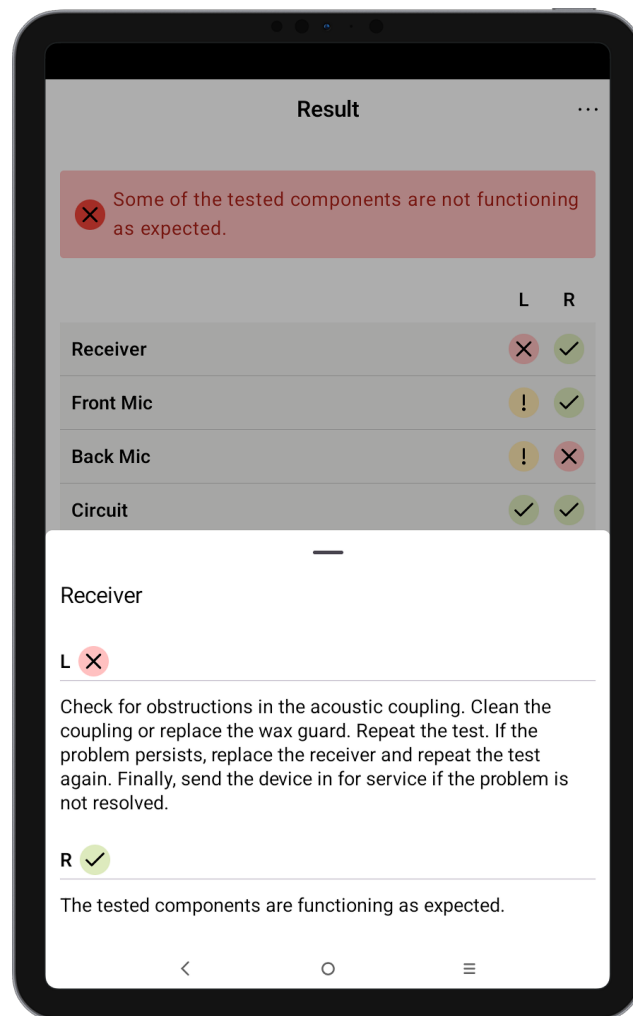 Result
Some of the tested components are not functioning
as expected.
L R
Receiver
Front Mic
Back Mic
Circuit
Receiver
L
Check for obstructions in the acoustic coupling. Clean the
coupling or replace the wax guard. Repeat the test. If the
problem persists, replace the receiver and repeat the test
again. Finally, send the device in for service if the problem is
not resolved.
R
The tested components are functioning as expected.